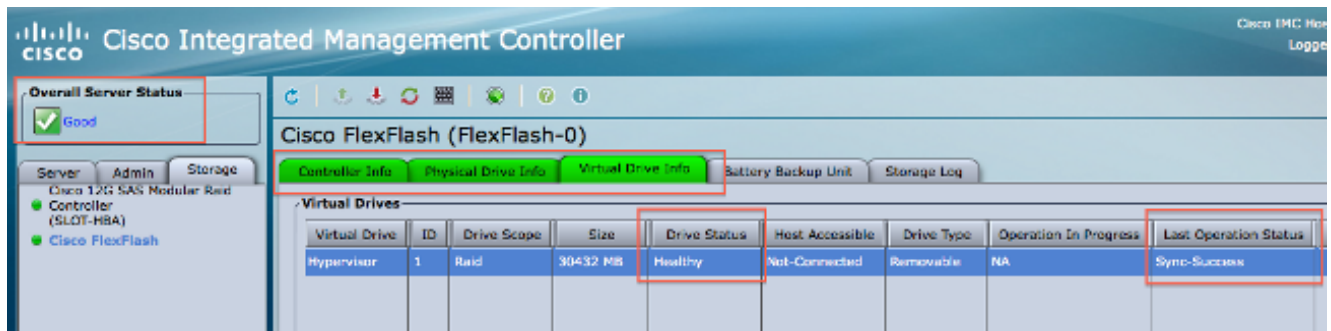 CISCO
Cisco Integrated Management Controller
Cisco IMC
Logge
Overall Server Status
Good
Server Admin Storage
Cisco 12G SAS Modular Raid
Controller
(SLOT-HBA)
Cisco FlexFlash
Cisco FlexFlash (FlexFlash-0)
Controller Info Physical Drive Info Virtual Drive Info Battery Backup Unit Storage Log
Virtual Drives
Virtual Drive ID Drive Scope Size Drive Status Host Accessible Drive Type Operation In Progress Last Operation Status
Hypervisor 1 Raid 30432 MB Healthy Not-Connected Removable NA Sync-Success